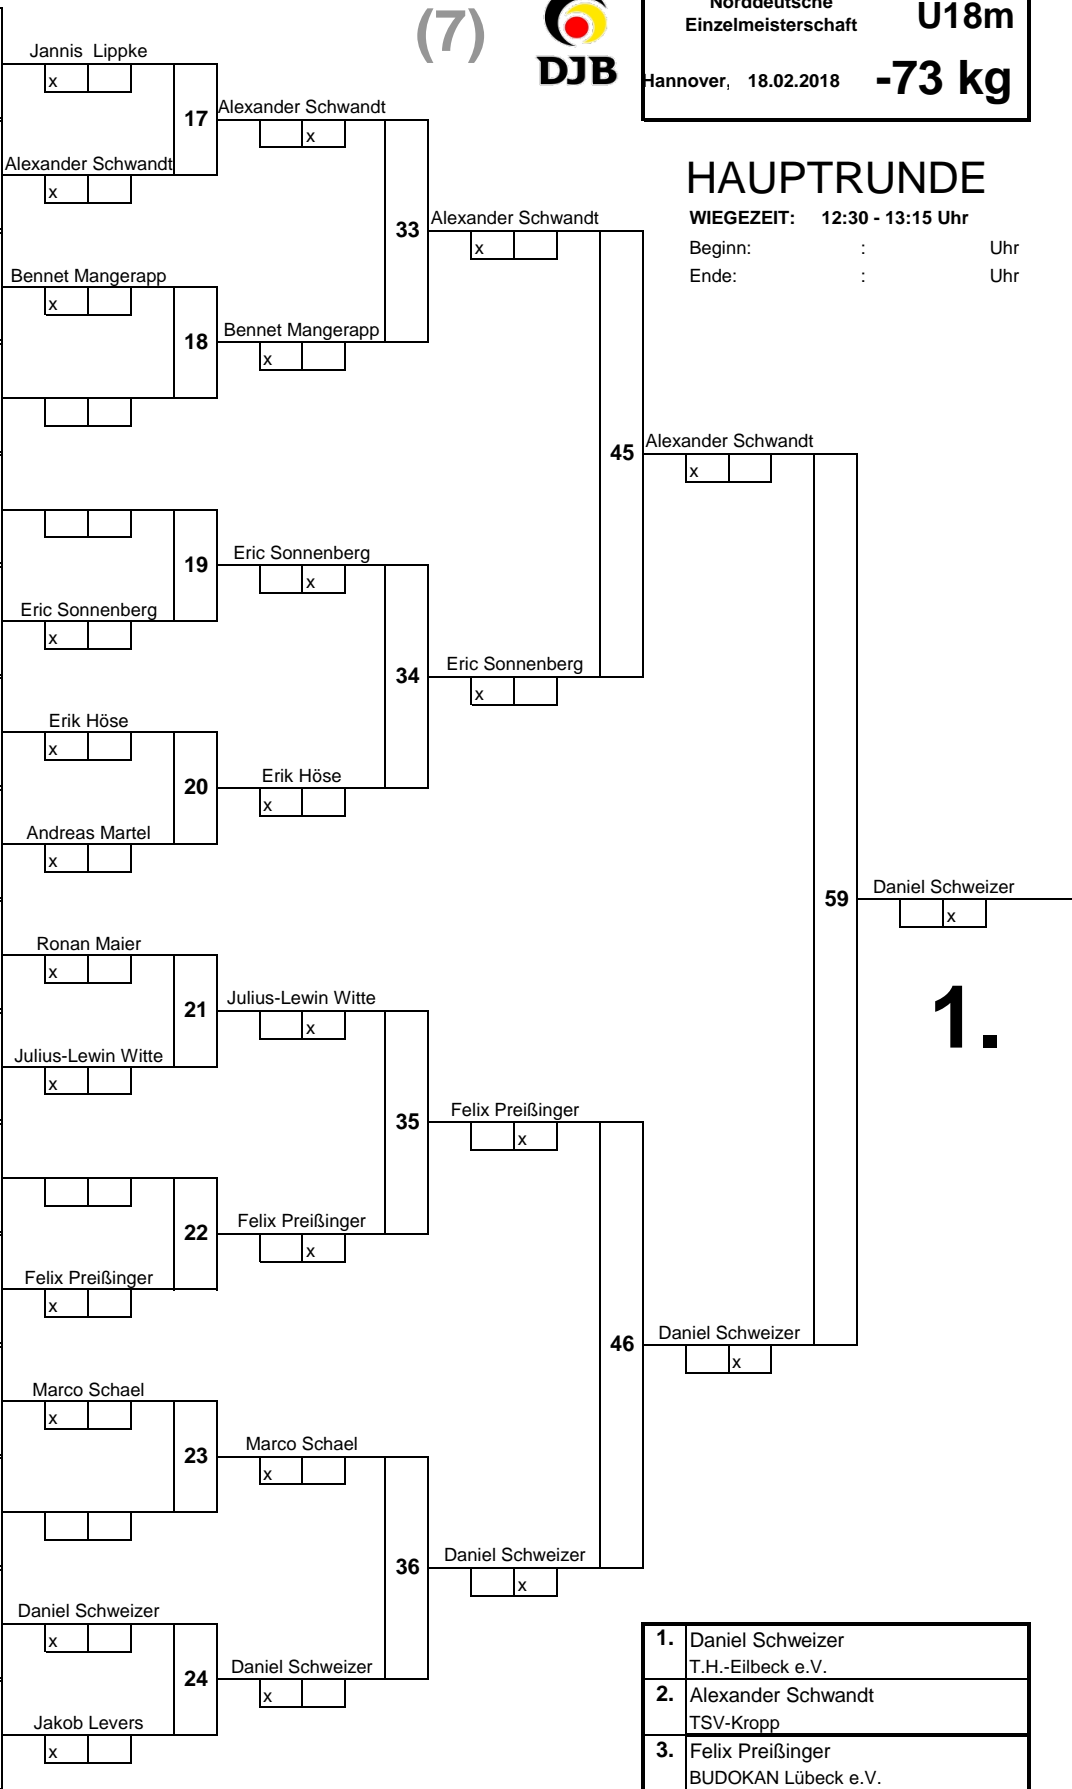 (7)
DJB
Norddeutsche
Einzelmeisterschaft
U18m
Hannover, 18.02.2018
-73 kg
HAUPTRUNDE
WIEGEZEIT: 12:30 - 13:15 Uhr
Beginn: : Uhr
Ende: : Uhr
Jannis Lippke
x
17
Alexander Schwandt
x
Alexander Schwandt
x
33
Alexander Schwandt
x
Bennet Mangerapp
x
18
Bennet Mangerapp
x
45
Alexander Schwandt
x
19
Eric Sonnenberg
x
Eric Sonnenberg
x
34
Eric Sonnenberg
x
Erik Höse
x
20
Erik Höse
x
Andreas Martel
x
59
Daniel Schweizer
x
1.
Ronan Maier
x
21
Julius-Lewin Witte
x
Julius-Lewin Witte
x
35
Felix Preißinger
x
22
Felix Preißinger
x
Felix Preißinger
x
46
Daniel Schweizer
x
Marco Schael
x
23
Marco Schael
x
36
Daniel Schweizer
x
Daniel Schweizer
x
24
Daniel Schweizer
x
Jakob Levers
x
1. Daniel Schweizer
T.H.-Eilbeck e.V.
2. Alexander Schwandt
TSV-Kropp
3. Felix Preißinger
BUDOKAN Lübeck e.V.